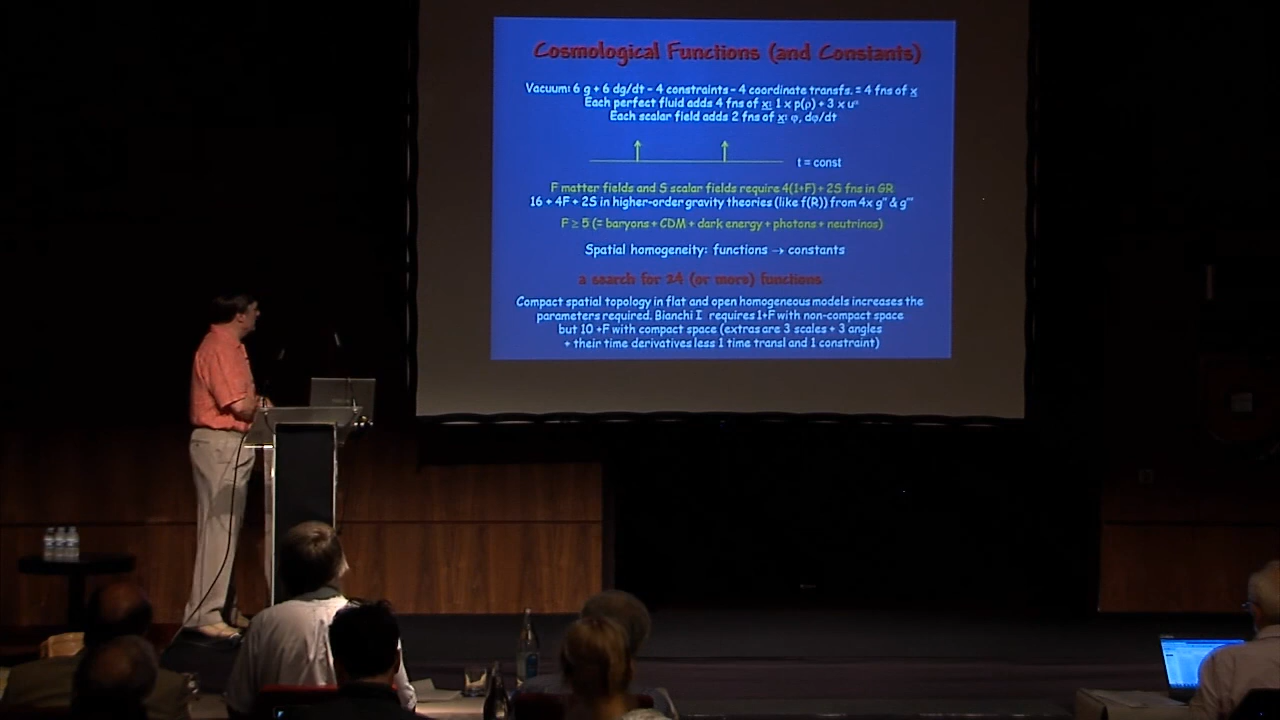 Cosmological Functions (and Constants)
Vacuum: 6 g + 6 dg/dt – 4 constraints – 4 coordinate transfs. = 4 fns of x
Each perfect fluid adds 4 fns of x: 1 x p(ρ) + 3 x uᵅ
Each scalar field adds 2 fns of x: φ, dφ/dt
t = const
F matter fields and S scalar fields require 4(1+F) + 2S fns in GR
16 + 4F + 2S in higher-order gravity theories (like f(R)) from 4x g'' & g'''
F ≥ 5 (= baryons + CDM + dark energy + photons + neutrinos)
Spatial homogeneity: functions → constants
a search for 24 (or more) functions
Compact spatial topology in flat and open homogeneous models increases the
parameters required. Bianchi I requires 1+F with non-compact space
but 10 +F with compact space (extras are 3 scales + 3 angles
+ their time derivatives less 1 time transl and 1 constraint)